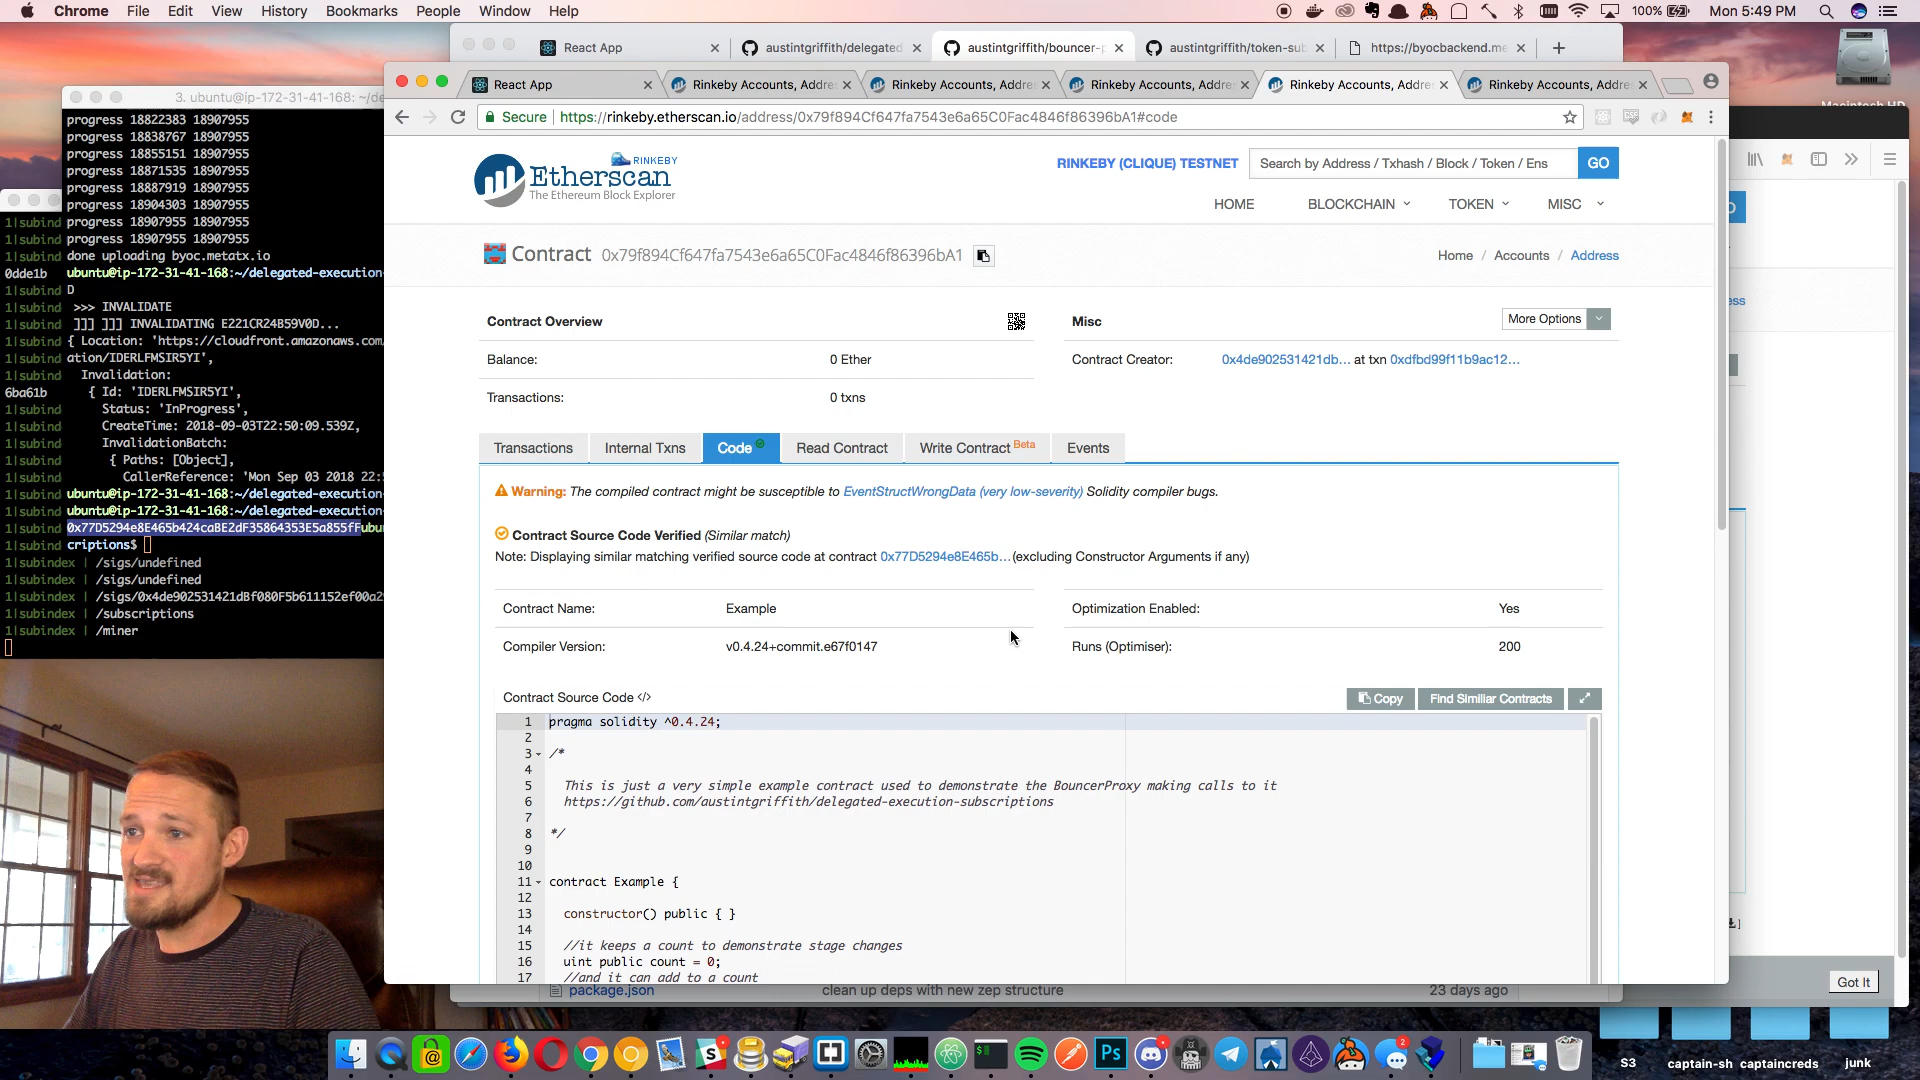 Chrome File Edit View History Bookmarks People Window Help
100% Mon 5:49 PM
React App
austintgriffith/delegated
austintgriffith/bouncer-p
austintgriffith/token-sub
https://byocbackend.me
React App
Rinkeby Accounts, Addre
Rinkeby Accounts, Addre
Rinkeby Accounts, Addre
Rinkeby Accounts, Addre
Rinkeby Accounts, Addre
Secure https://rinkeby.etherscan.io/address/0x79f894Cf647fa7543e6a65C0Fac4846f86396bA1#code
3. ubuntu@ip-172-31-41-168: ~/de
progress 18822383 18907955
progress 18838767 18907955
progress 18855151 18907955
progress 18871535 18907955
progress 18887919 18907955
progress 18904303 18907955
1|subind progress 18907955 18907955
1|subind progress 18907955 18907955
1|subind done uploading byoc.metatx.io
0dde1b ubuntu@ip-172-31-41-168:~/delegated-execution-
1|subind D
1|subind >>> INVALIDATE
1|subind ]]] ]]] INVALIDATING E221CR24B59V0D...
1|subind { Location: 'https://cloudfront.amazonaws.com
1|subind ation/IDERLFMSIR5YI',
1|subind Invalidation:
6ba61b { Id: 'IDERLFMSIR5YI',
1|subind Status: 'InProgress',
1|subind CreateTime: 2018-09-03T22:50:09.539Z,
1|subind InvalidationBatch:
1|subind { Paths: [Object],
1|subind CallerReference: 'Mon Sep 03 2018 22:5
1|subind ubuntu@ip-172-31-41-168:~/delegated-execution-
1|subind ubuntu@ip-172-31-41-168:~/delegated-execution-
1|subind 0x77D5294e8E465b424caBE2dF35864353E5a855fFubu
1|subind criptions$
1|subindex | /sigs/undefined
1|subindex | /sigs/undefined
1|subindex | /sigs/0x4de902531421dBf080F5b611152ef00a2
1|subindex | /subscriptions
1|subindex | /miner
RINKEBY
Etherscan
The Ethereum Block Explorer
RINKEBY (CLIQUE) TESTNET
Search by Address / Txhash / Block / Token / Ens
GO
HOME BLOCKCHAIN TOKEN MISC
Contract 0x79f894Cf647fa7543e6a65C0Fac4846f86396bA1
Home / Accounts / Address
Contract Overview
Balance: 0 Ether
Transactions: 0 txns
Misc
More Options
Contract Creator: 0x4de902531421db... at txn 0xdfbd99f11b9ac12...
Transactions Internal Txns Code Read Contract Write Contract Beta Events
Warning: The compiled contract might be susceptible to EventStructWrongData (very low-severity) Solidity compiler bugs.
Contract Source Code Verified (Similar match)
Note: Displaying similar matching verified source code at contract 0x77D5294e8E465b... (excluding Constructor Arguments if any)
Contract Name: Example
Optimization Enabled: Yes
Compiler Version: v0.4.24+commit.e67f0147
Runs (Optimiser): 200
Contract Source Code </>
Copy
Find Similiar Contracts
1 pragma solidity ^0.4.24;
2
3 /*
4
5 This is just a very simple example contract used to demonstrate the BouncerProxy making calls to it
6 https://github.com/austintgriffith/delegated-execution-subscriptions
7
8 */
9
10
11 contract Example {
12
13 constructor() public { }
14
15 //it keeps a count to demonstrate stage changes
16 uint public count = 0;
17 //and it can add to a count
package.json clean up deps with new zep structure 23 days ago
Got It
S3 captain-sh captaincreds junk